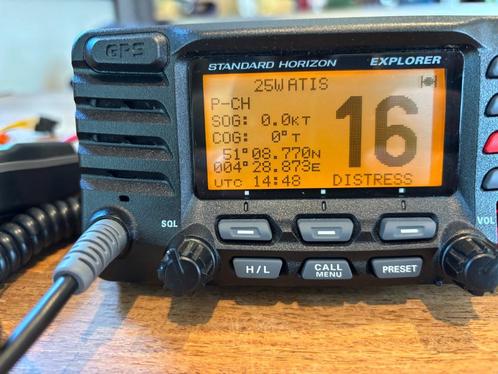 GPS
STANDARD HORIZON EXPLORER
25W ATIS
P-CH
16
SOG: 0.0KT
COG: 0°T
51°08.770N
004°28.873E
UTC 14:48 DISTRESS
SQL
VOL
H/L
CALL
MENU
PRESET